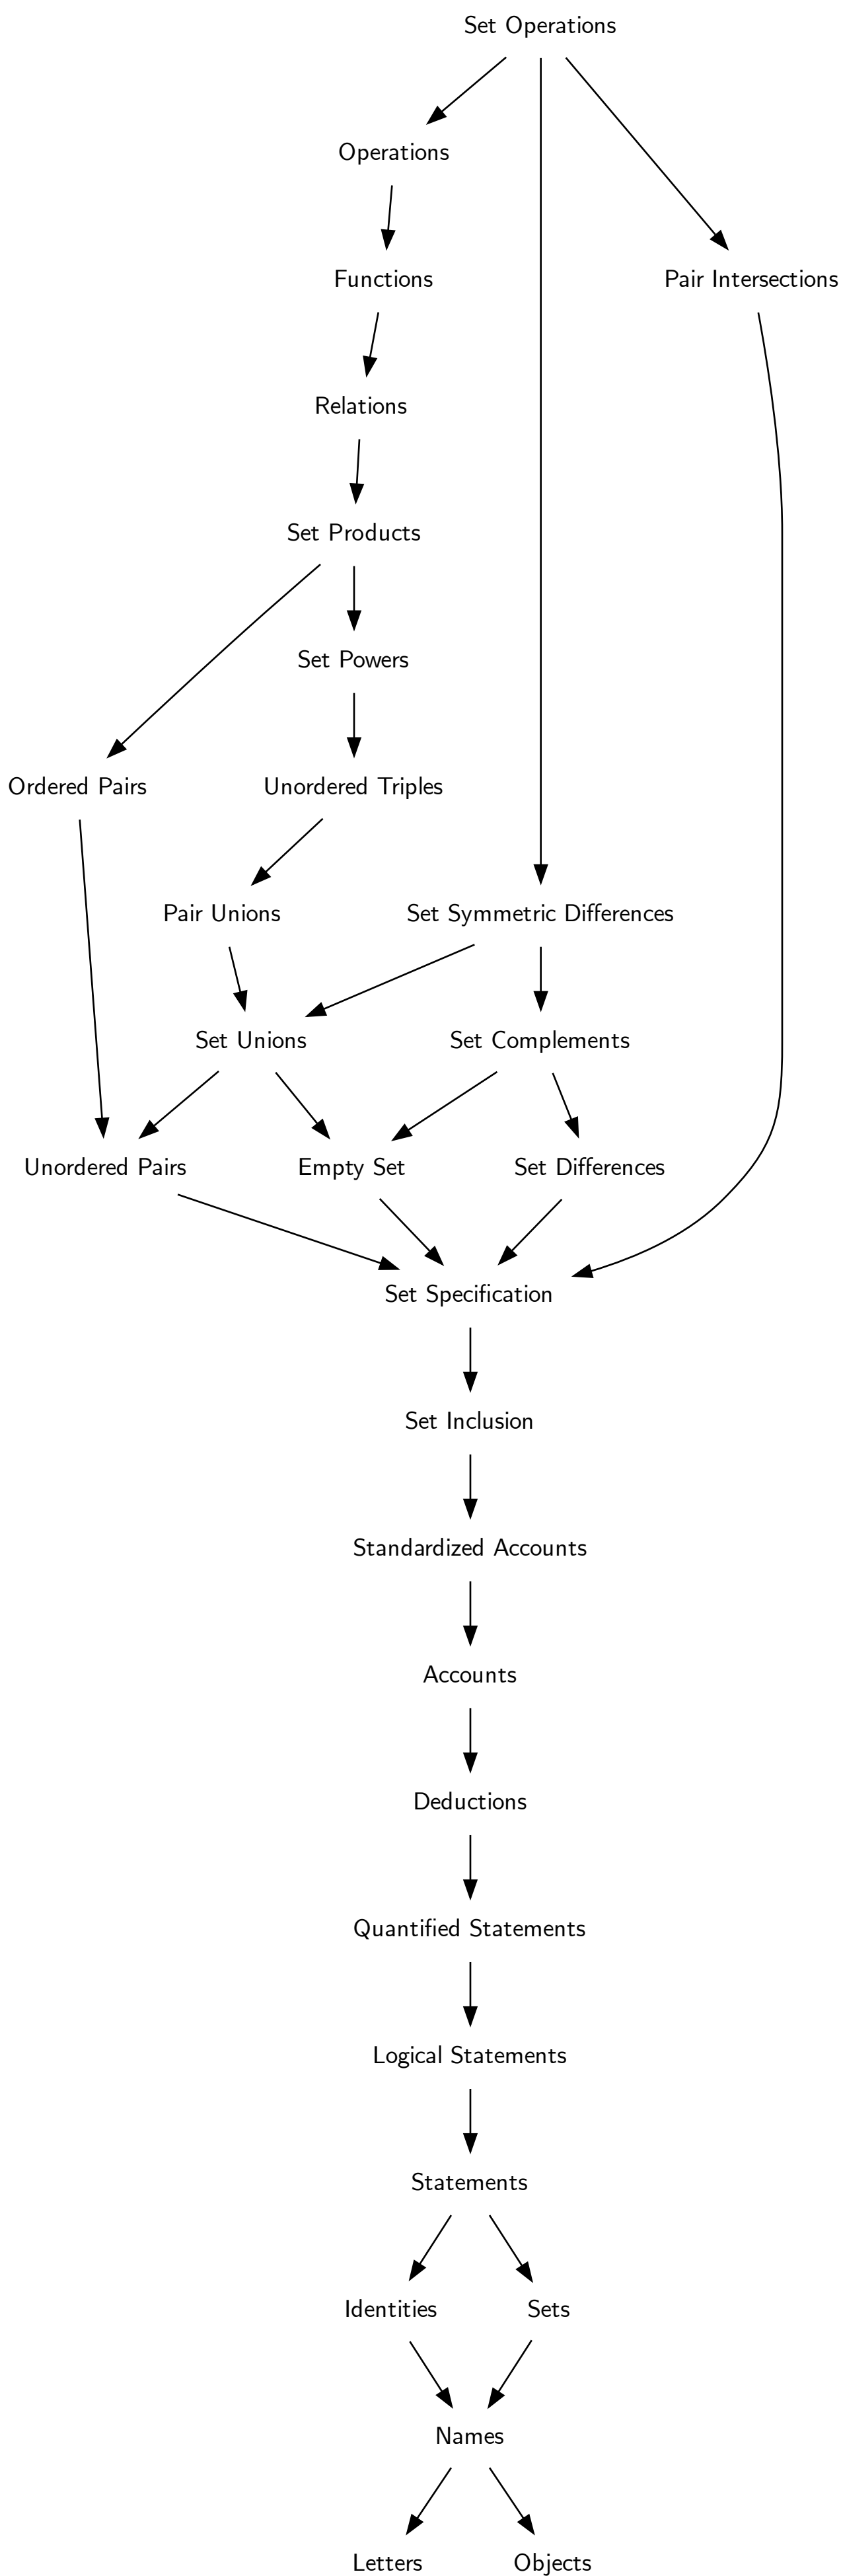 Set Operations
Operations
Functions
Pair Intersections
Relations
Set Products
Set Powers
Ordered Pairs
Unordered Triples
Pair Unions
Set Symmetric Differences
Set Unions
Set Complements
Unordered Pairs
Empty Set
Set Differences
Set Specification
Set Inclusion
Standardized Accounts
Accounts
Deductions
Quantified Statements
Logical Statements
Statements
Identities
Sets
Names
Letters
Objects